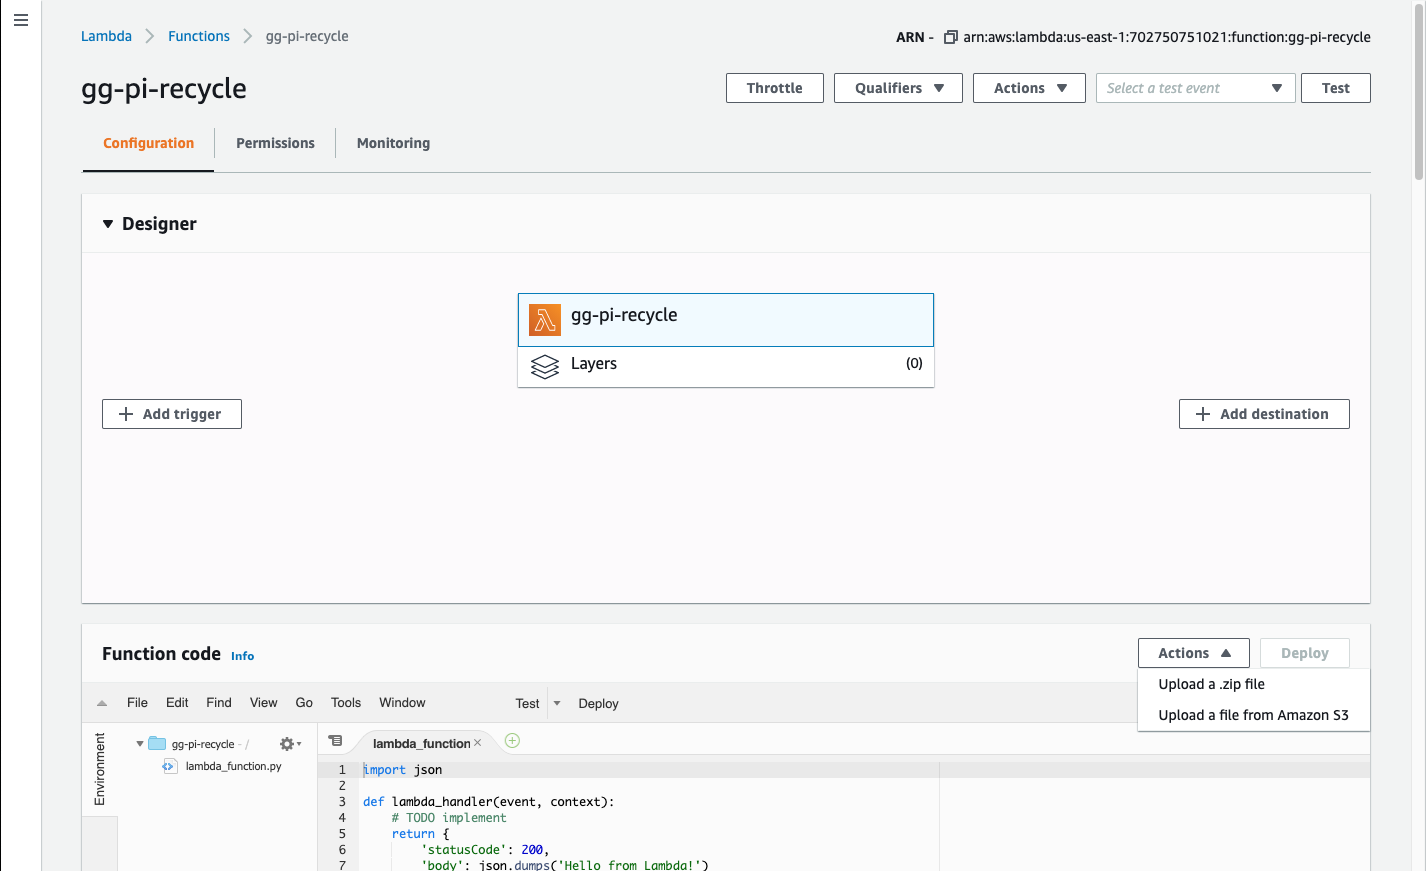 Lambda > Functions > gg-pi-recycle
ARN - arn:aws:lambda:us-east-1:702750751021:function:gg-pi-recycle
gg-pi-recycle
Throttle
Qualifiers
Actions
Select a test event
Test
Configuration
Permissions
Monitoring
Designer
gg-pi-recycle
Layers (0)
+ Add trigger
+ Add destination
Function code Info
Actions
Deploy
Upload a .zip file
Upload a file from Amazon S3
File Edit Find View Go Tools Window Test Deploy
Environment
gg-pi-recycle - /
lambda_function.py
lambda_function
1 import json
2
3 def lambda_handler(event, context):
4 # TODO implement
5 return {
6 'statusCode': 200,
7 'body': json.dumps('Hello from Lambda!')